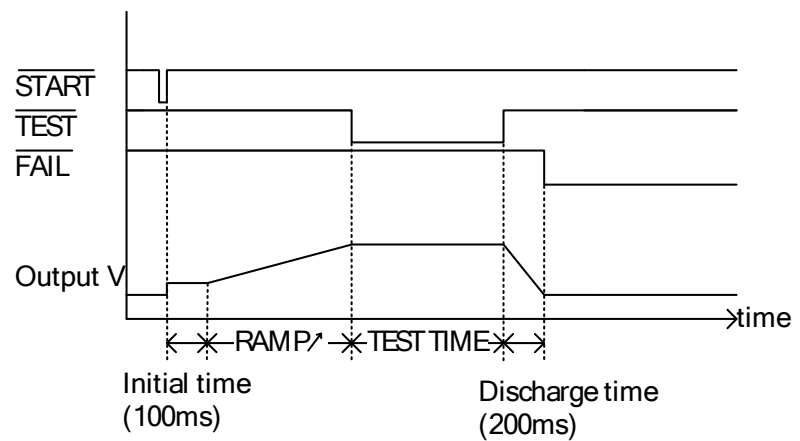 START
TEST
FAIL
Output V
time
RAMP↗
TEST TIME
Initial time
(100ms)
Discharge time
(200ms)